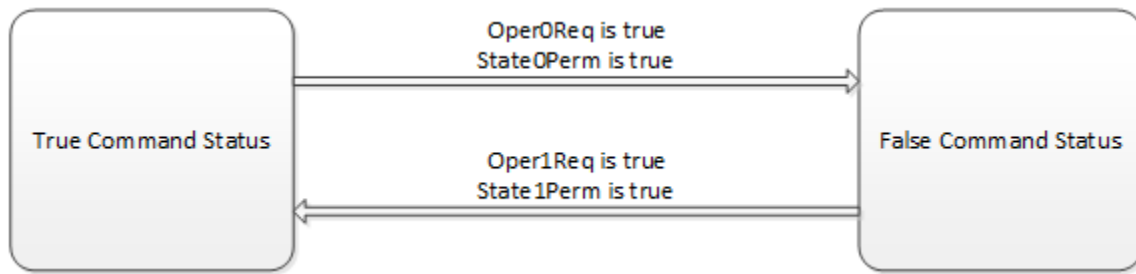 Oper0Req is true
State0Perm is true
True Command Status
False Command Status
Oper1Req is true
State1Perm is true